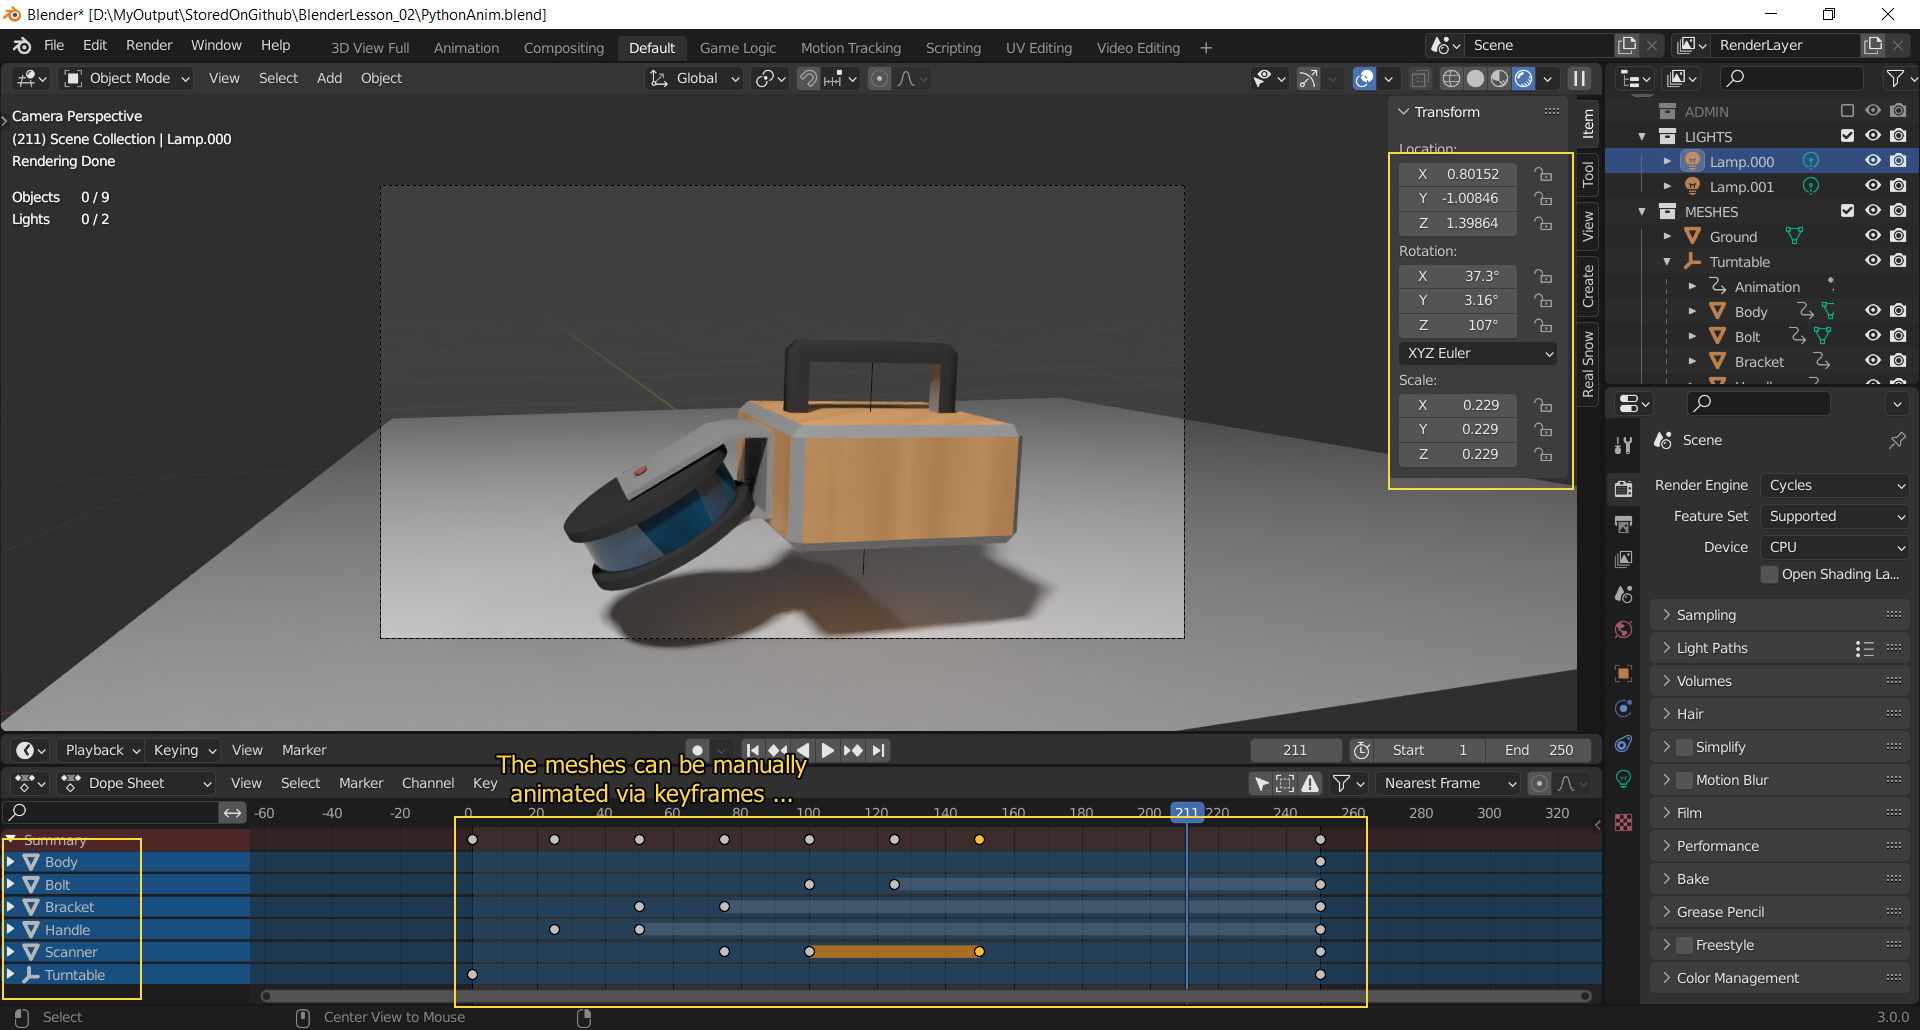 Blender* [D:\MyOutput\StoredOnGithub\BlenderLesson_02\PythonAnim.blend]
File Edit Render Window Help 3D View Full Animation Compositing Default Game Logic Motion Tracking Scripting UV Editing Video Editing + Scene RenderLayer
Object Mode View Select Add Object Global
Camera Perspective
(211) Scene Collection | Lamp.000
Rendering Done
Objects 0 / 9
Lights 0 / 2
Transform
Location:
X 0.80152
Y -1.00846
Z 1.39864
Rotation:
X 37.3°
Y 3.16°
Z 107°
XYZ Euler
Scale:
X 0.229
Y 0.229
Z 0.229
Item
Tool
View
Create
Real Snow
ADMIN
LIGHTS
Lamp.000
Lamp.001
MESHES
Ground
Turntable
Animation
Body
Bolt
Bracket
Scene
Render Engine Cycles
Feature Set Supported
Device CPU
Open Shading La...
Sampling
Light Paths
Volumes
Hair
Simplify
Motion Blur
Film
Performance
Bake
Grease Pencil
Freestyle
Color Management
Playback Keying View Marker 211 Start 1 End 250
The meshes can be manually
animated via keyframes ...
Dope Sheet View Select Marker Channel Key Nearest Frame
-60 -40 -20 0 20 40 60 80 100 120 140 160 180 200 211 220 240 260 280 300 320
Summary
Body
Bolt
Bracket
Handle
Scanner
Turntable
Select Center View to Mouse 3.0.0